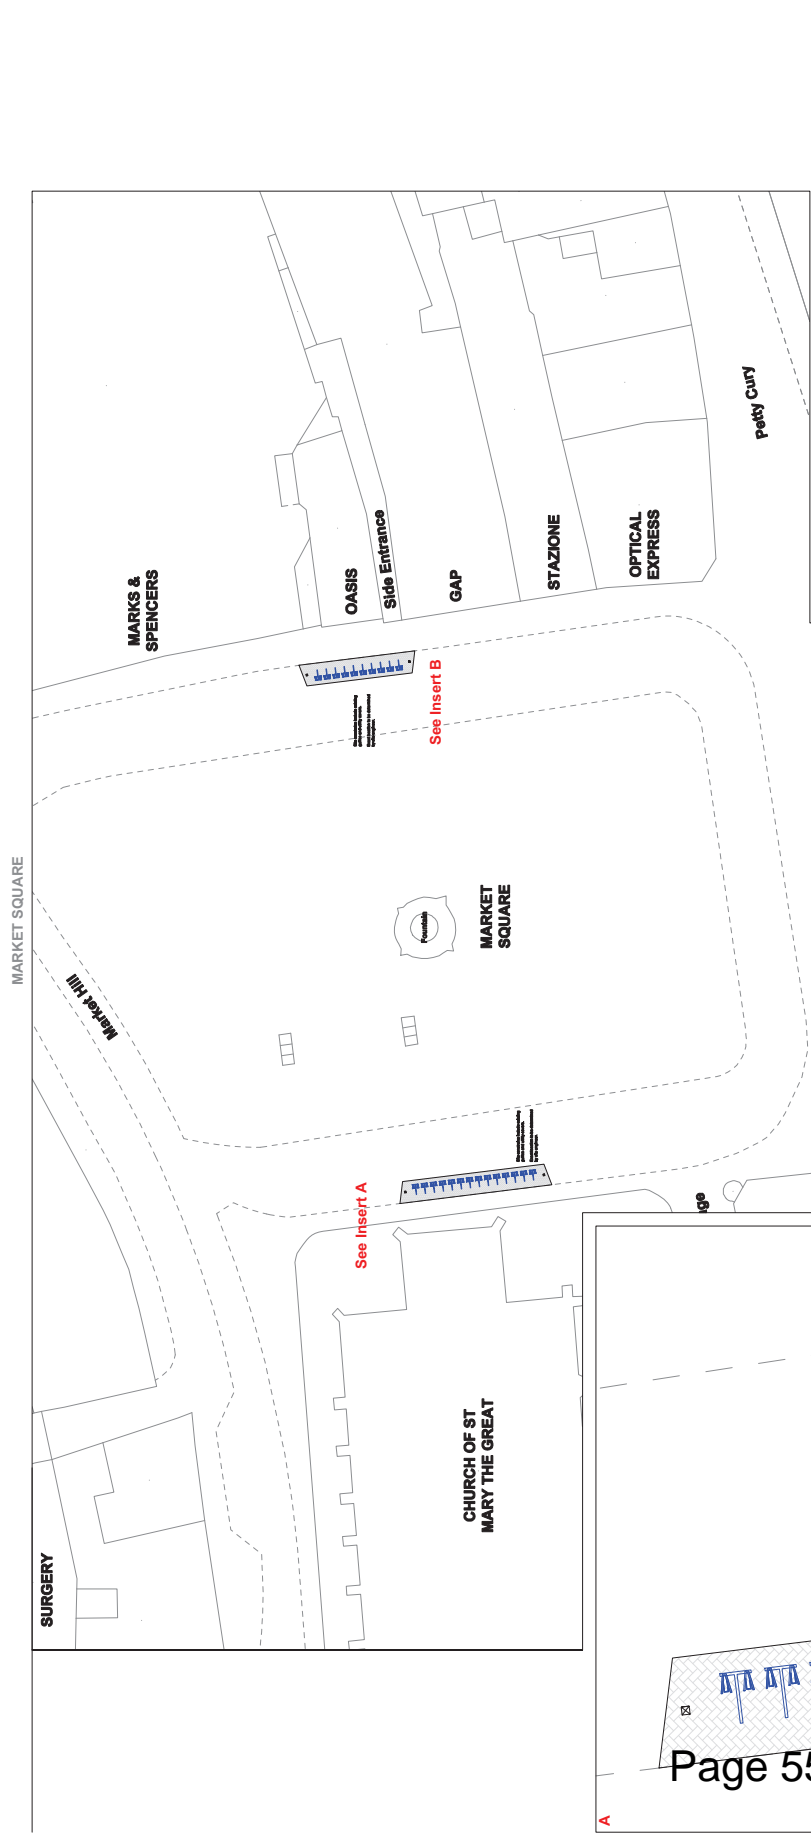 MARKET SQUARE
SURGERY
MARKS &
SPENCERS
OASIS
Side Entrance
GAP
STAZIONE
OPTICAL
EXPRESS
Petty Cury
See Insert B
Market Hill
Fountain
MARKET
SQUARE
See Insert A
CHURCH OF ST
MARY THE GREAT
A
Page 55